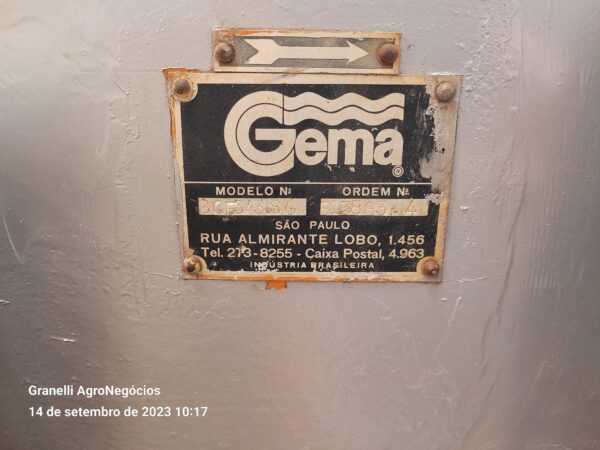 Gema
MODELO Nº ORDEM Nº
SÃO PAULO
RUA ALMIRANTE LOBO, 1.456
Tel. 273-8255 - Caixa Postal, 4.963
INDÚSTRIA BRASILEIRA
Granelli AgroNegócios
14 de setembro de 2023 10:17